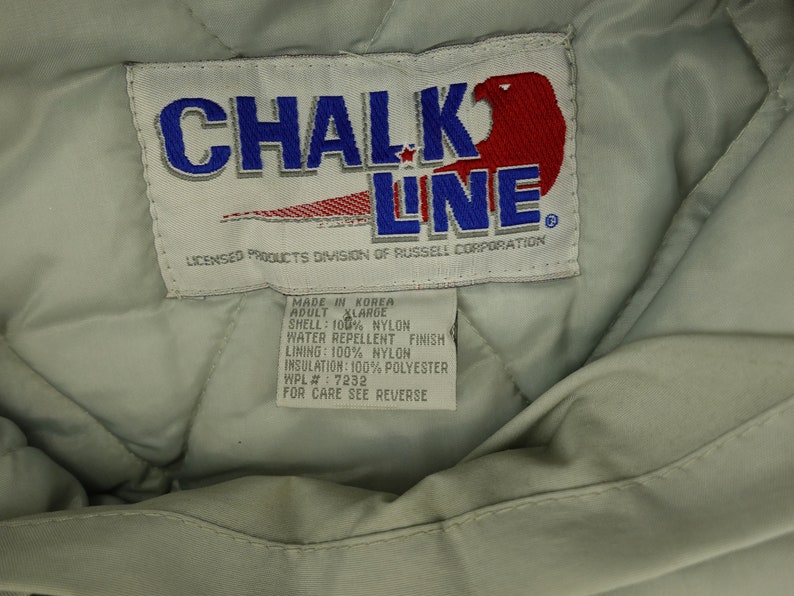 CHALK
LINE®
LICENSED PRODUCTS DIVISION OF RUSSELL CORPORATION
MADE IN KOREA
ADULT XLARGE
SHELL: 100% NYLON
WATER REPELLENT FINISH
LINING: 100% NYLON
INSULATION: 100% POLYESTER
WPL #: 7232
FOR CARE SEE REVERSE